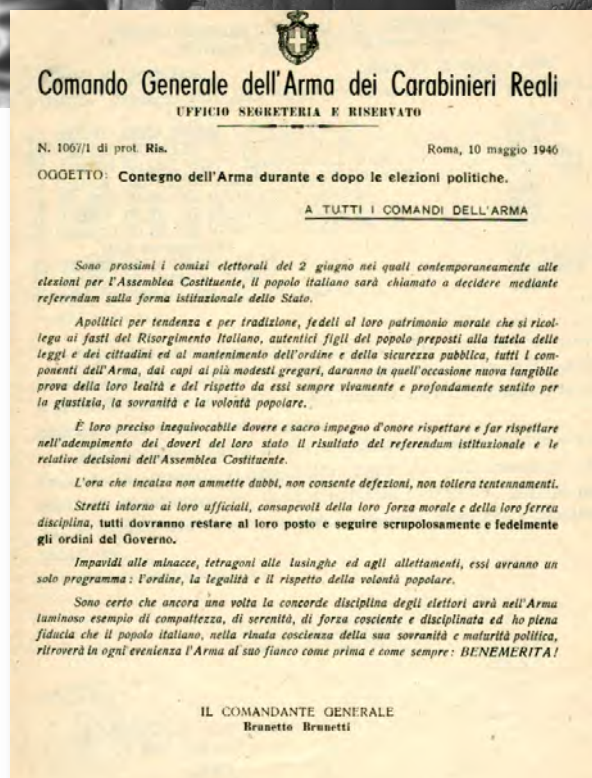 Comando Generale dell'Arma dei Carabinieri Reali
UFFICIO SEGRETERIA E RISERVATO
N. 1067/1 di prot. Ris.
Roma, 10 maggio 1946
OGGETTO: Contegno dell'Arma durante e dopo le elezioni politiche.
A TUTTI I COMANDI DELL'ARMA
Sono prossimi i comizi elettorali del 2 giugno nei quali contemporaneamente alle
elezioni per l'Assemblea Costituente, il popolo italiano sarà chiamato a decidere mediante
referendum sulla forma istituzionale dello Stato.
Apolitici per tendenza e per tradizione, fedeli al loro patrimonio morale che si ricol-
lega ai fasti del Risorgimento Italiano, autentici figli del popolo preposti alla tutela delle
leggi e dei cittadini ed al mantenimento dell'ordine e della sicurezza pubblica, tutti i com-
ponenti dell'Arma, dai capi ai più modesti gregari, daranno in quell'occasione nuova tangibile
prova della loro lealtà e del rispetto da essi sempre vivamente e profondamente sentito per
la giustizia, la sovranità e la volontà popolare.
È loro preciso inequivocabile dovere e sacro impegno d'onore rispettare e far rispettare
nell'adempimento dei doveri del loro stato il risultato del referendum istituzionale e le
relative decisioni dell'Assemblea Costituente.
L'ora che incalza non ammette dubbi, non consente defezioni, non tollera tentennamenti.
Stretti intorno ai loro ufficiali, consapevoli della loro forza morale e della loro ferrea
disciplina, tutti dovranno restare al loro posto e seguire scrupolosamente e fedelmente
gli ordini del Governo.
Impavidi alle minacce, tetragoni alle lusinghe ed agli allettamenti, essi avranno un
solo programma: l'ordine, la legalità e il rispetto della volontà popolare.
Sono certo che ancora una volta la concorde disciplina degli elettori avrà nell'Arma
luminoso esempio di compattezza, di serenità, di forza cosciente e disciplinata ed ho piena
fiducia che il popolo italiano, nella rinata coscienza della sua sovranità e maturità politica,
ritroverà in ogni evenienza l'Arma al suo fianco come prima e come sempre: BENEMERITA!
IL COMANDANTE GENERALE
Brunetto Brunetti